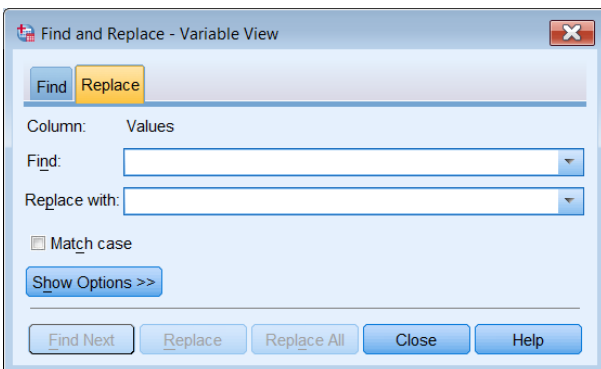 Find and Replace - Variable View
Find Replace
Column: Values
Find:
Replace with:
Match case
Show Options >>
Find Next Replace Replace All Close Help